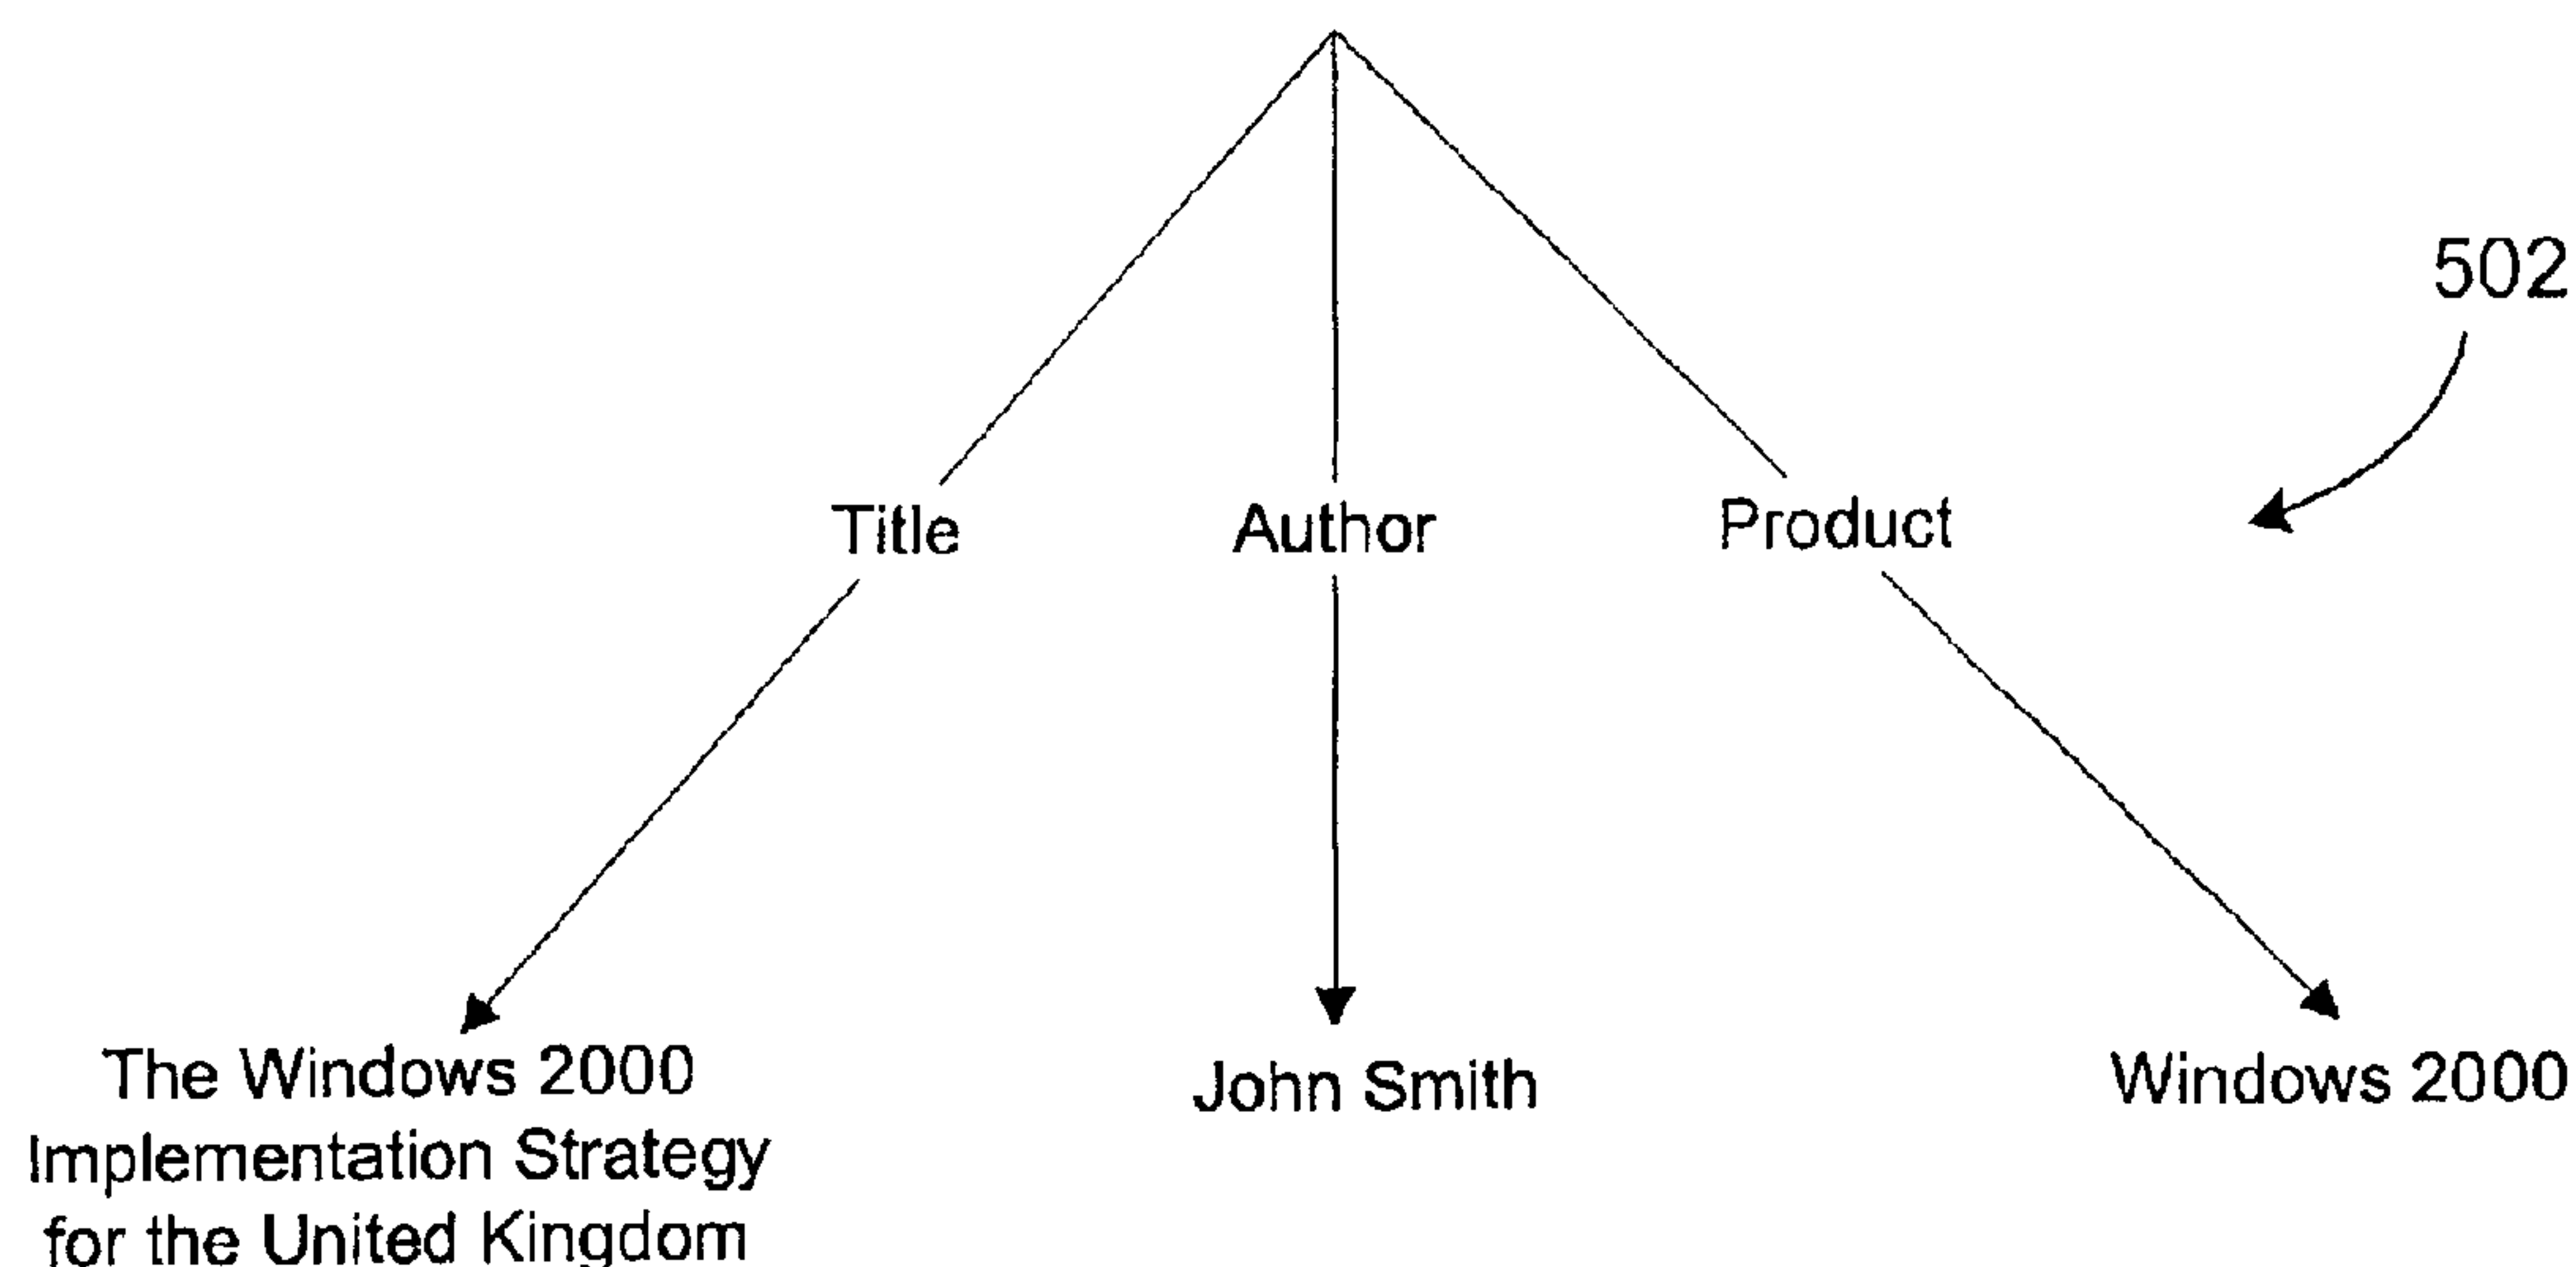 502
Title
Author
Product
The Windows 2000
Implementation Strategy
for the United Kingdom
John Smith
Windows 2000